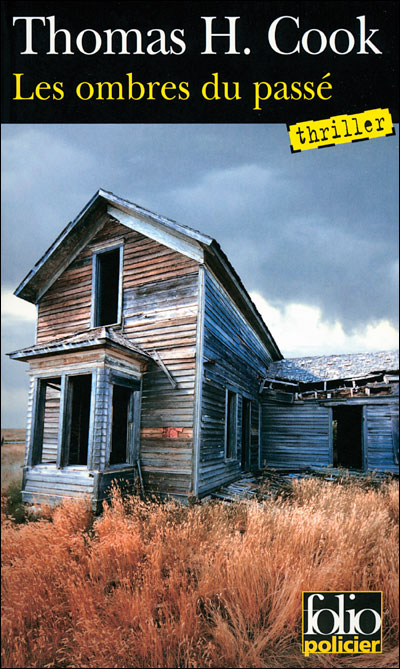 Thomas H. Cook
Les ombres du passé
thriller
folio
policier